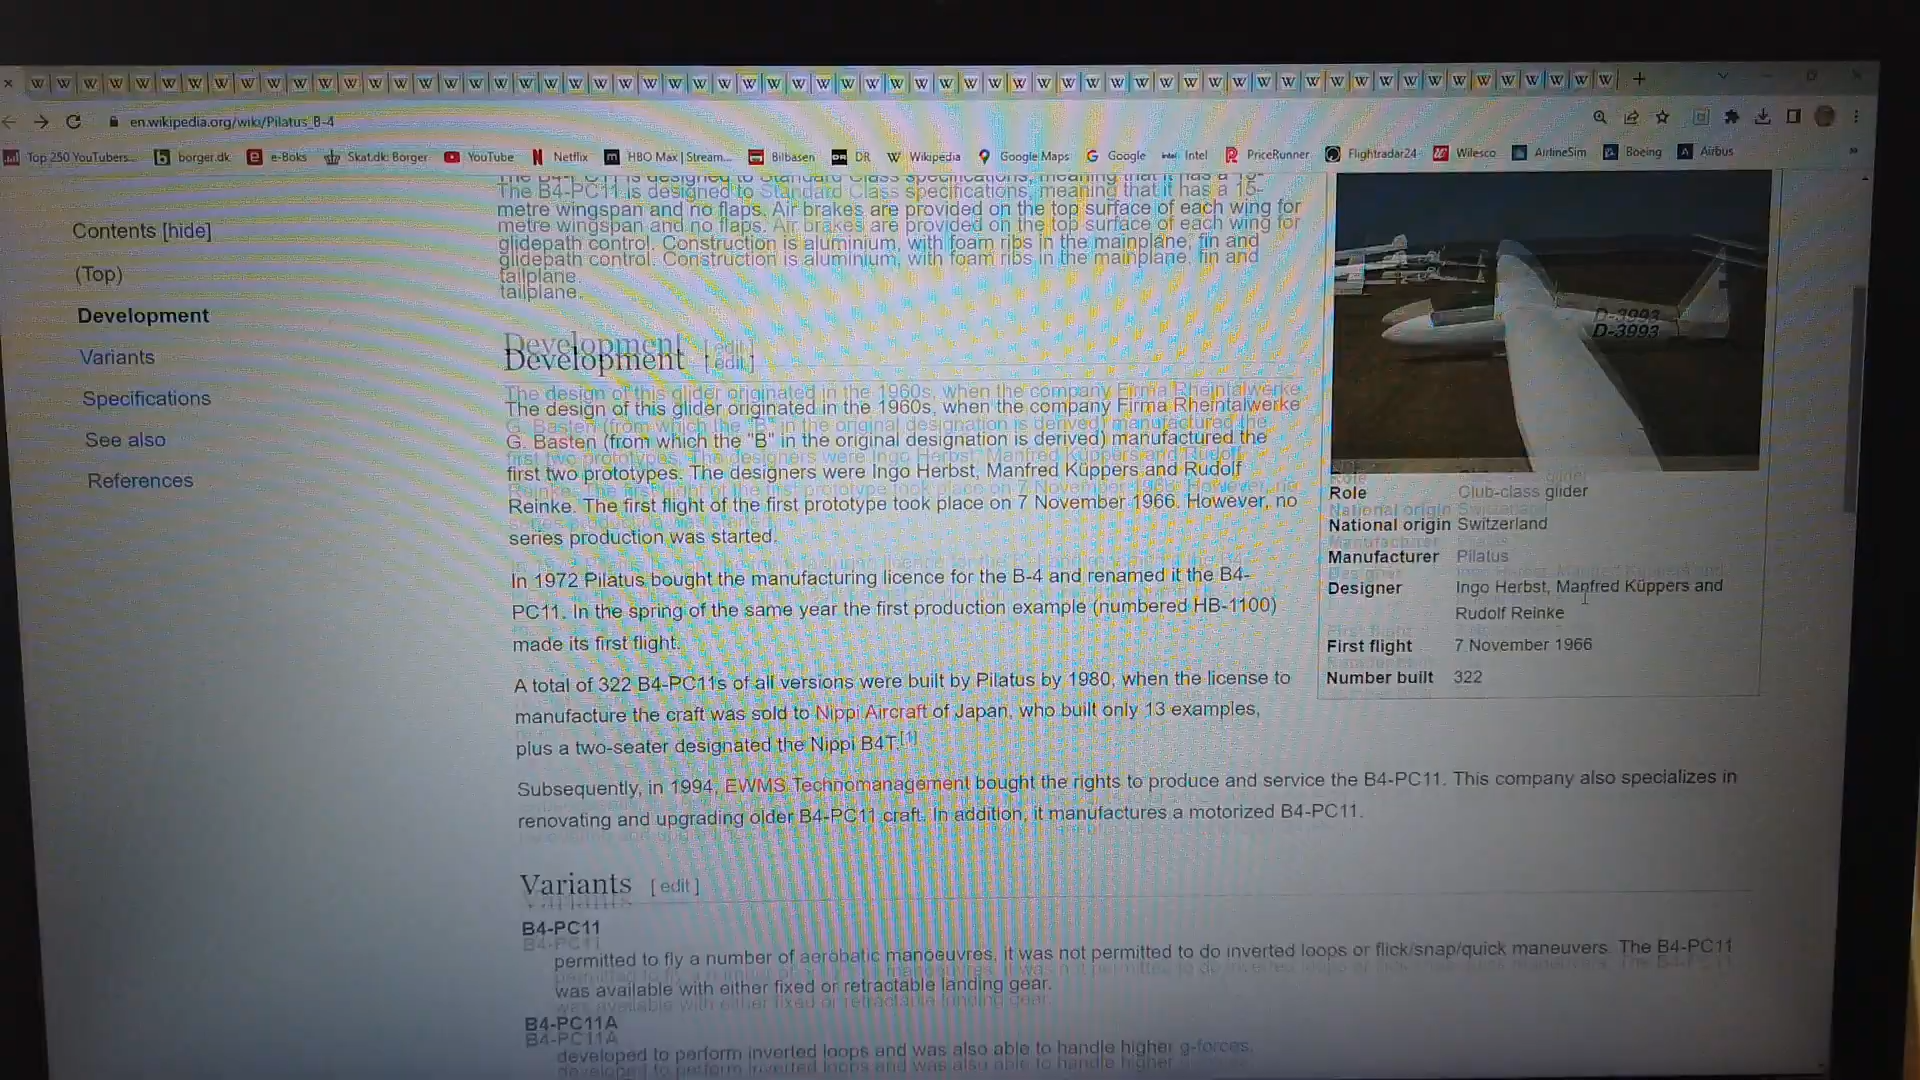 en.wikipedia.org/wiki/Pilatus_B-4
Top 250 YouTubers... borger.dk e-Boks Skat.dk: Borger YouTube Netflix HBO Max | Stream... Bilbasen DR Wikipedia Google Maps Google Intel PriceRunner Flightradar24 Wilesco AirlineSim Boeing Airbus
Contents [hide]
(Top)
Development
Variants
Specifications
See also
References
The B4-PC11 is designed to Standard Class specifications, meaning that it has a 15-
metre wingspan and no flaps. Air brakes are provided on the top surface of each wing for
glidepath control. Construction is aluminium, with foam ribs in the mainplane, fin and
tailplane.
Development [ edit ]
The design of this glider originated in the 1960s, when the company Firma Rheintalwerke
G. Basten (from which the "B" in the original designation is derived) manufactured the
first two prototypes. The designers were Ingo Herbst, Manfred Küppers and Rudolf
Reinke. The first flight of the first prototype took place on 7 November 1966. However, no
series production was started.
In 1972 Pilatus bought the manufacturing licence for the B-4 and renamed it the B4-
PC11. In the spring of the same year the first production example (numbered HB-1100)
made its first flight.
A total of 322 B4-PC11s of all versions were built by Pilatus by 1980, when the license to
manufacture the craft was sold to Nippi Aircraft of Japan, who built only 13 examples,
plus a two-seater designated the Nippi B4T.[1]
Subsequently, in 1994, EWMS Technomanagement bought the rights to produce and service the B4-PC11. This company also specializes in
renovating and upgrading older B4-PC11 craft. In addition, it manufactures a motorized B4-PC11.
Variants [ edit ]
B4-PC11
permitted to fly a number of aerobatic manoeuvres, it was not permitted to do inverted loops or flick/snap/quick maneuvers. The B4-PC11
was available with either fixed or retractable landing gear.
B4-PC11A
developed to perform inverted loops and was also able to handle higher g-forces.
D-3993
Role Club-class glider
National origin Switzerland
Manufacturer Pilatus
Designer Ingo Herbst, Manfred Küppers and
Rudolf Reinke
First flight 7 November 1966
Number built 322